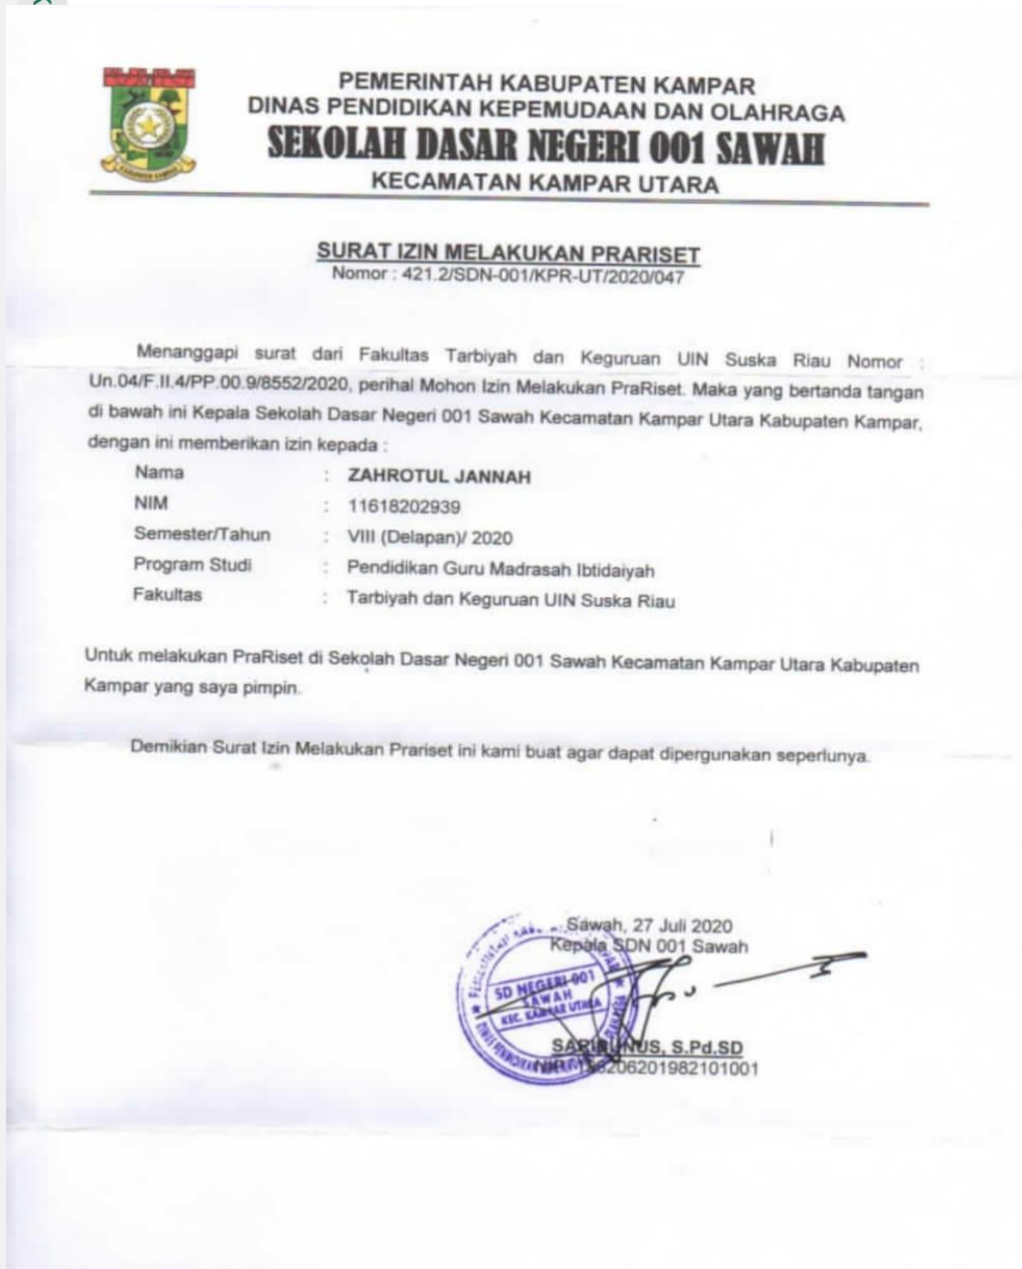 PEMERINTAH KABUPATEN KAMPAR
DINAS PENDIDIKAN KEPEMUDAAN DAN OLAHRAGA
SEKOLAH DASAR NEGERI 001 SAWAH
KECAMATAN KAMPAR UTARA
SURAT IZIN MELAKUKAN PRARISET
Nomor : 421.2/SDN-001/KPR-UT/2020/047
Menanggapi surat dari Fakultas Tarbiyah dan Keguruan UIN Suska Riau Nomor :
Un.04/F.II.4/PP.00.9/8552/2020, perihal Mohon Izin Melakukan PraRiset. Maka yang bertanda tangan
di bawah ini Kepala Sekolah Dasar Negeri 001 Sawah Kecamatan Kampar Utara Kabupaten Kampar,
dengan ini memberikan izin kepada :
Nama : ZAHROTUL JANNAH
NIM : 11618202939
Semester/Tahun : VIII (Delapan)/ 2020
Program Studi : Pendidikan Guru Madrasah Ibtidaiyah
Fakultas : Tarbiyah dan Keguruan UIN Suska Riau
Untuk melakukan PraRiset di Sekolah Dasar Negeri 001 Sawah Kecamatan Kampar Utara Kabupaten
Kampar yang saya pimpin.
Demikian Surat Izin Melakukan Prariset ini kami buat agar dapat dipergunakan seperlunya.
Sawah, 27 Juli 2020
Kepala SDN 001 Sawah
SD NEGERI 001
SAWAH
KEC. KAMPAR UTARA
S.Pd.SD